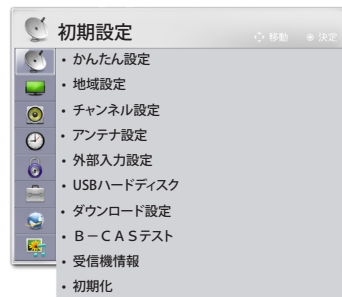 初期設定
移動 決定
・かんたん設定
・地域設定
・チャンネル設定
・アンテナ設定
・外部入力設定
・USBハードディスク
・ダウンロード設定
・Ｂ－ＣＡＳテスト
・受信機情報
・初期化